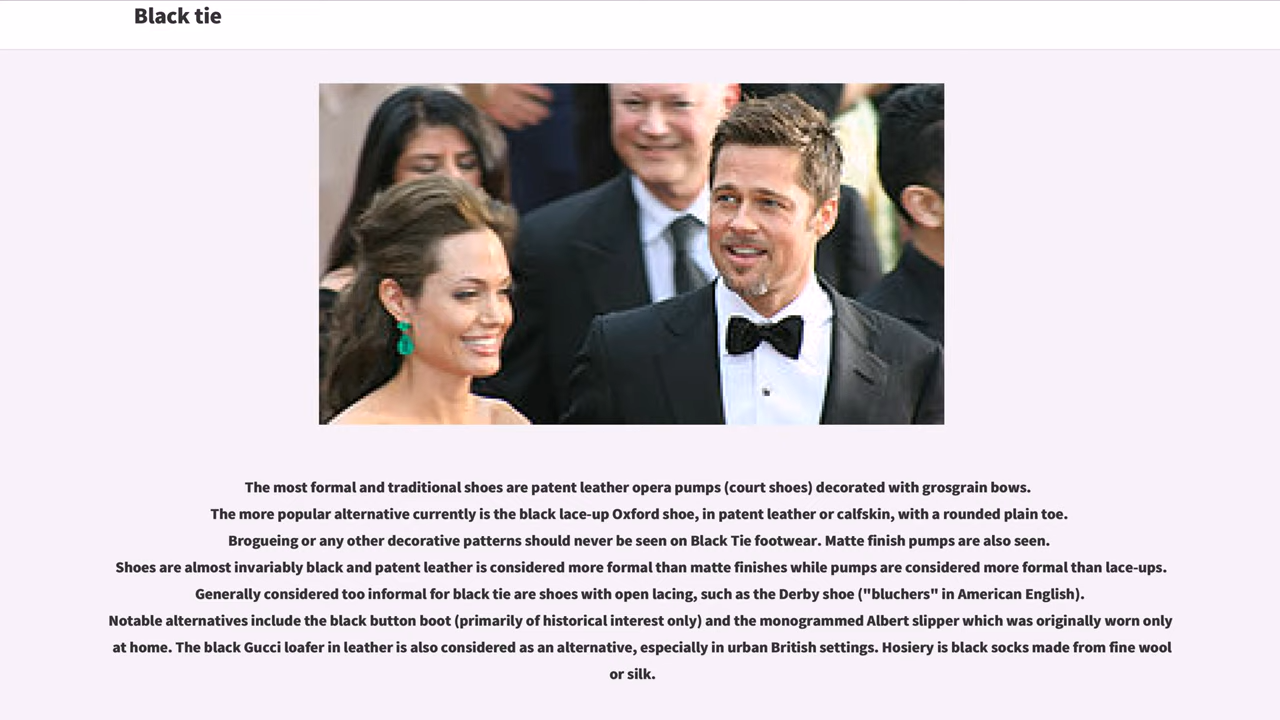 Black tie
The most formal and traditional shoes are patent leather opera pumps (court shoes) decorated with grosgrain bows.
The more popular alternative currently is the black lace-up Oxford shoe, in patent leather or calfskin, with a rounded plain toe.
Brogueing or any other decorative patterns should never be seen on Black Tie footwear. Matte finish pumps are also seen.
Shoes are almost invariably black and patent leather is considered more formal than matte finishes while pumps are considered more formal than lace-ups.
Generally considered too informal for black tie are shoes with open lacing, such as the Derby shoe ("bluchers" in American English).
Notable alternatives include the black button boot (primarily of historical interest only) and the monogrammed Albert slipper which was originally worn only
at home. The black Gucci loafer in leather is also considered as an alternative, especially in urban British settings. Hosiery is black socks made from fine wool
or silk.